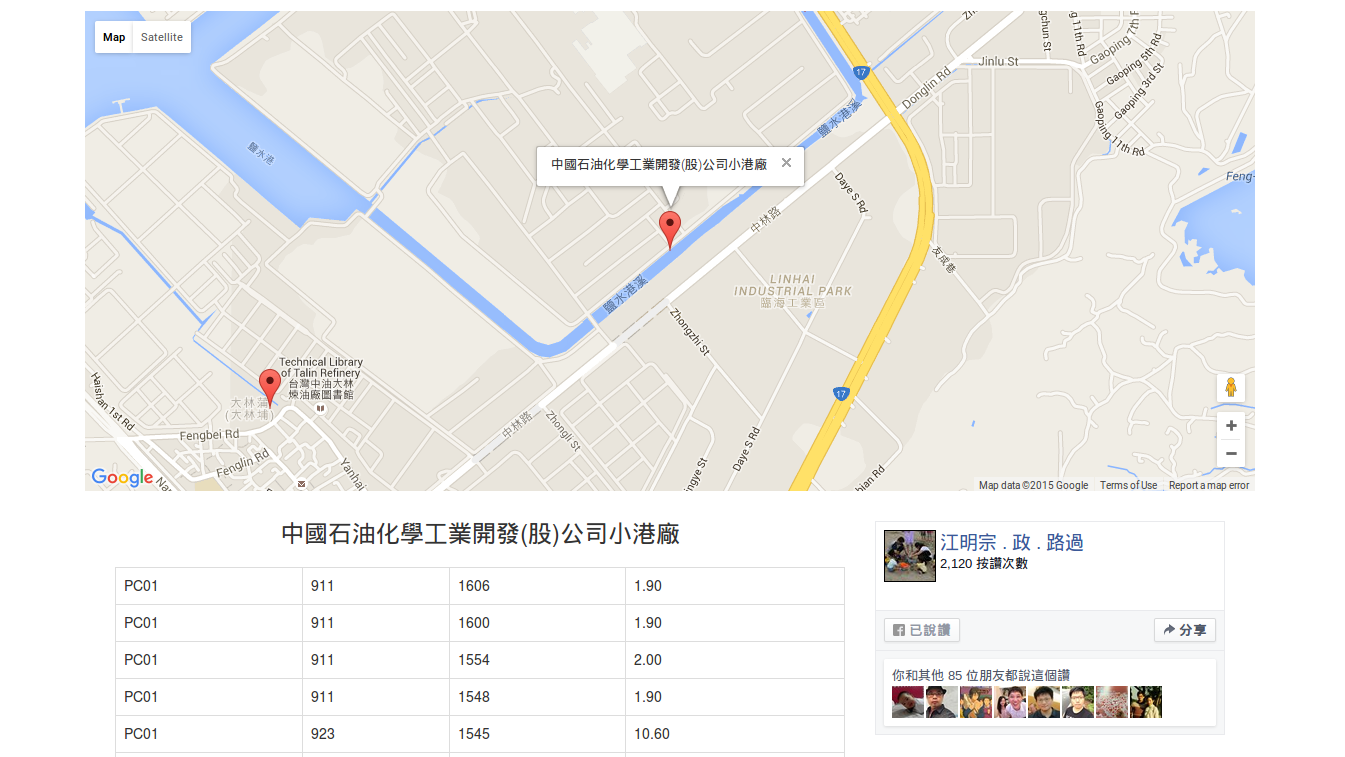 Map
Satellite
鹽水港
中國石油化學工業開發(股)公司小港廠
鹽水港溪
17
Donglin Rd
Jinlu St
Gaoping 11th Rd
Gaoping 7th R
Gaoping 5th Rd
Gaoping 3rd St
Gaoping 11th Rd
Feng-
Daye S Rd
中林路
友成巷
LINHAI
INDUSTRIAL PARK
臨海工業區
鹽水港溪
Zhongzhi St
Technical Library
of Talin Refinery
台灣中油大林
煉油廠圖書館
大林蒲
(大林埔)
Haishan 1st Rd
Fengbei Rd
Fenglin Rd
Yanhai
中林路
Zhongli St
17
Daye S Rd
Google
Map data ©2015 Google
Terms of Use
Report a map error
中國石油化學工業開發(股)公司小港廠
PC01 911 1606 1.90
PC01 911 1600 1.90
PC01 911 1554 2.00
PC01 911 1548 1.90
PC01 923 1545 10.60
江明宗 . 政 . 路過
2,120 按讚次數
已說讚
分享
你和其他 85 位朋友都說這個讚